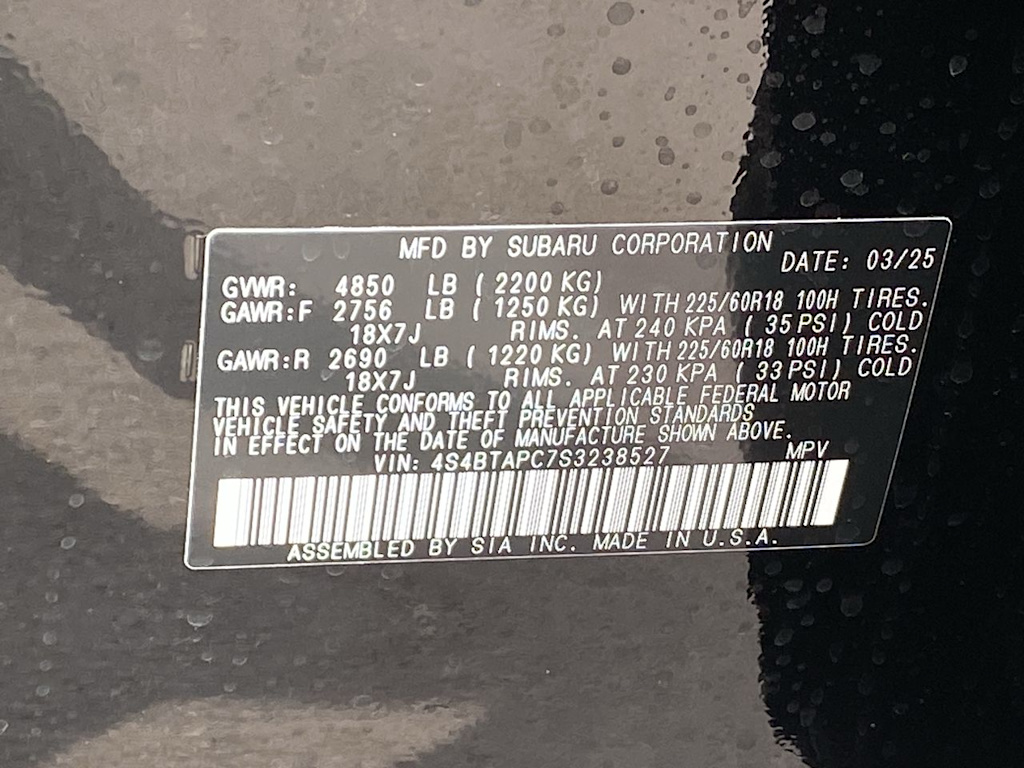 MFD BY SUBARU CORPORATION
DATE: 03/25
GVWR: 4850 LB (2200 KG)
GAWR:F 2756 LB (1250 KG) WITH 225/60R18 100H TIRES.
18X7J RIMS. AT 240 KPA (35 PSI) COLD
GAWR:R 2690 LB (1220 KG) WITH 225/60R18 100H TIRES.
18X7J RIMS. AT 230 KPA (33 PSI) COLD
THIS VEHICLE CONFORMS TO ALL APPLICABLE FEDERAL MOTOR
VEHICLE SAFETY AND THEFT PREVENTION STANDARDS
IN EFFECT ON THE DATE OF MANUFACTURE SHOWN ABOVE.
VIN: 4S4BTAPC7S3238527 MPV
ASSEMBLED BY SIA INC. MADE IN U.S.A.